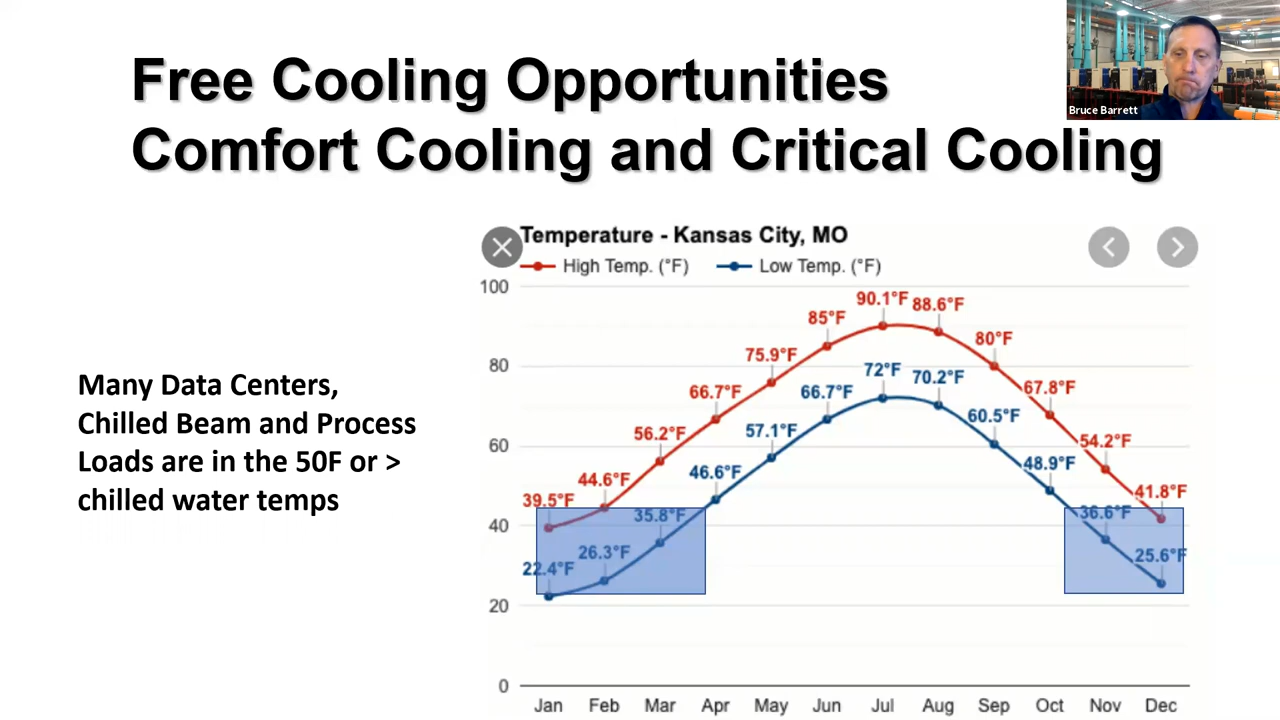 Free Cooling Opportunities
Comfort Cooling and Critical Cooling
Bruce Barrett
Many Data Centers,
Chilled Beam and Process
Loads are in the 50F or >
chilled water temps
Temperature - Kansas City, MO
High Temp. (°F) Low Temp. (°F)
100
80
60
40
20
0
39.5°F
44.6°F
56.2°F
66.7°F
75.9°F
85°F
90.1°F
88.6°F
80°F
67.8°F
54.2°F
41.8°F
22.4°F
26.3°F
35.8°F
46.6°F
57.1°F
66.7°F
72°F
70.2°F
60.5°F
48.9°F
36.6°F
25.6°F
Jan Feb Mar Apr May Jun Jul Aug Sep Oct Nov Dec